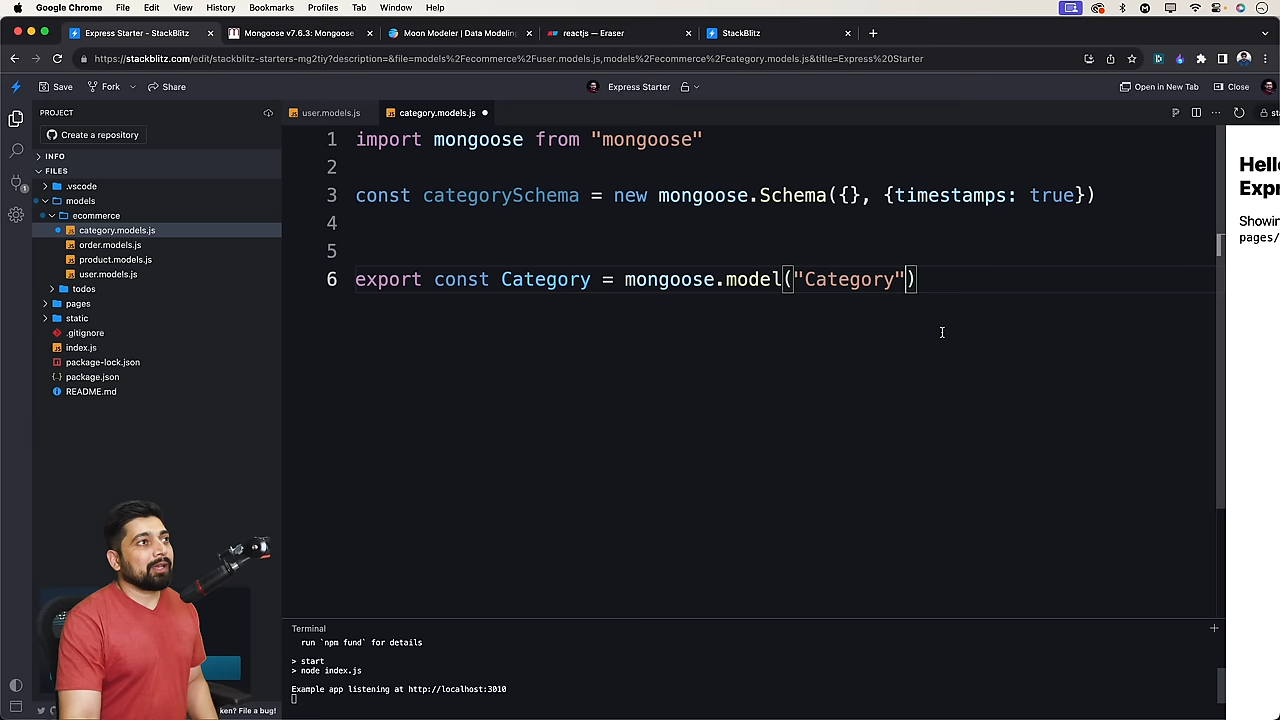 Google Chrome File Edit View History Bookmarks Profiles Tab Window Help
Express Starter - StackBlitz
Mongoose v7.6.3: Mongoose
Moon Modeler | Data Modeling
reactjs — Eraser
StackBlitz
https://stackblitz.com/edit/stackblitz-starters-mg2tiy?description=&file=models%2Fecommerce%2Fuser.models.js,models%2Fecommerce%2Fcategory.models.js&title=Express%20Starter
Save Fork Share
Express Starter
Open in New Tab Close
PROJECT
Create a repository
INFO
FILES
.vscode
models
ecommerce
category.models.js
order.models.js
product.models.js
user.models.js
todos
pages
static
.gitignore
index.js
package-lock.json
package.json
README.md
1
ken? File a bug!
user.models.js category.models.js
1 import mongoose from "mongoose"
2
3 const categorySchema = new mongoose.Schema({}, {timestamps: true})
4
5
6 export const Category = mongoose.model("Category")
Terminal
run `npm fund` for details
> start
> node index.js
Example app listening at http://localhost:3010
Hell
Expr
Showin
pages/